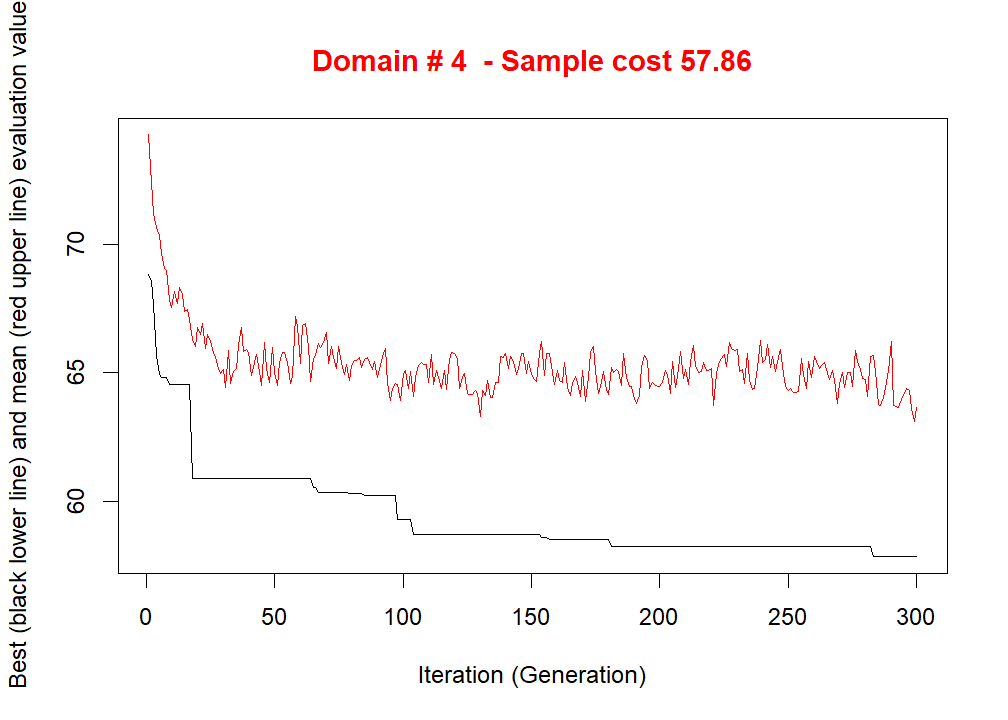 Domain # 4  - Sample cost 57.86
Best (black lower line) and mean (red upper line) evaluation value
70
65
60
0 50 100 150 200 250 300
Iteration (Generation)